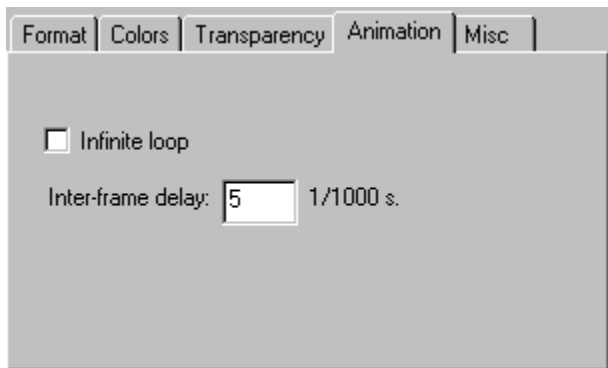 Format Colors Transparency Animation Misc
Infinite loop
Inter-frame delay: 5 1/1000 s.